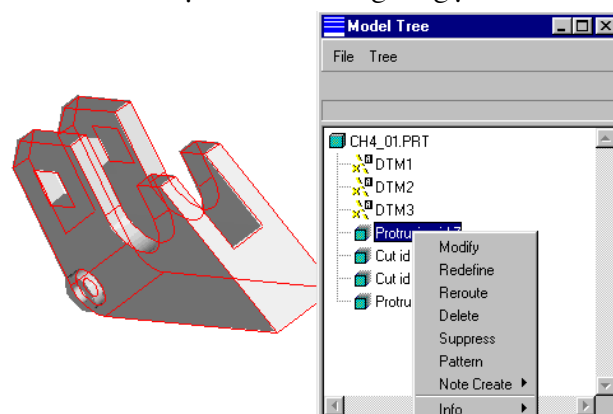 Model Tree
File Tree
CH4_01.PRT
DTM1
DTM2
DTM3
Cut id
Cut id
Modify
Redefine
Reroute
Delete
Suppress
Pattern
Note Create
Info